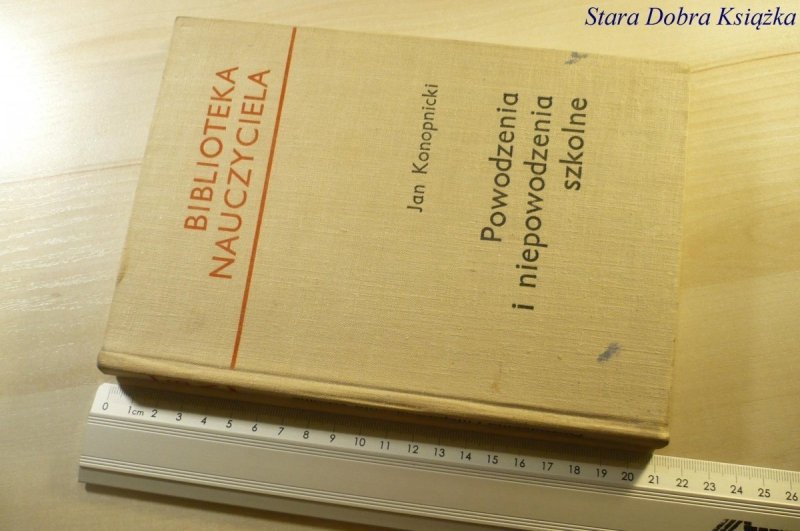 Stara Dobra Książka
BIBLIOTEKA
NAUCZYCIELA
Jan Konopnicki
Powodzenia
i niepowodzenia
szkolne
0 1cm 2 3 4 5 6 7 8 9 10 11 12 13 14 15 16 17 18 19 20 21 22 23 24 25 26